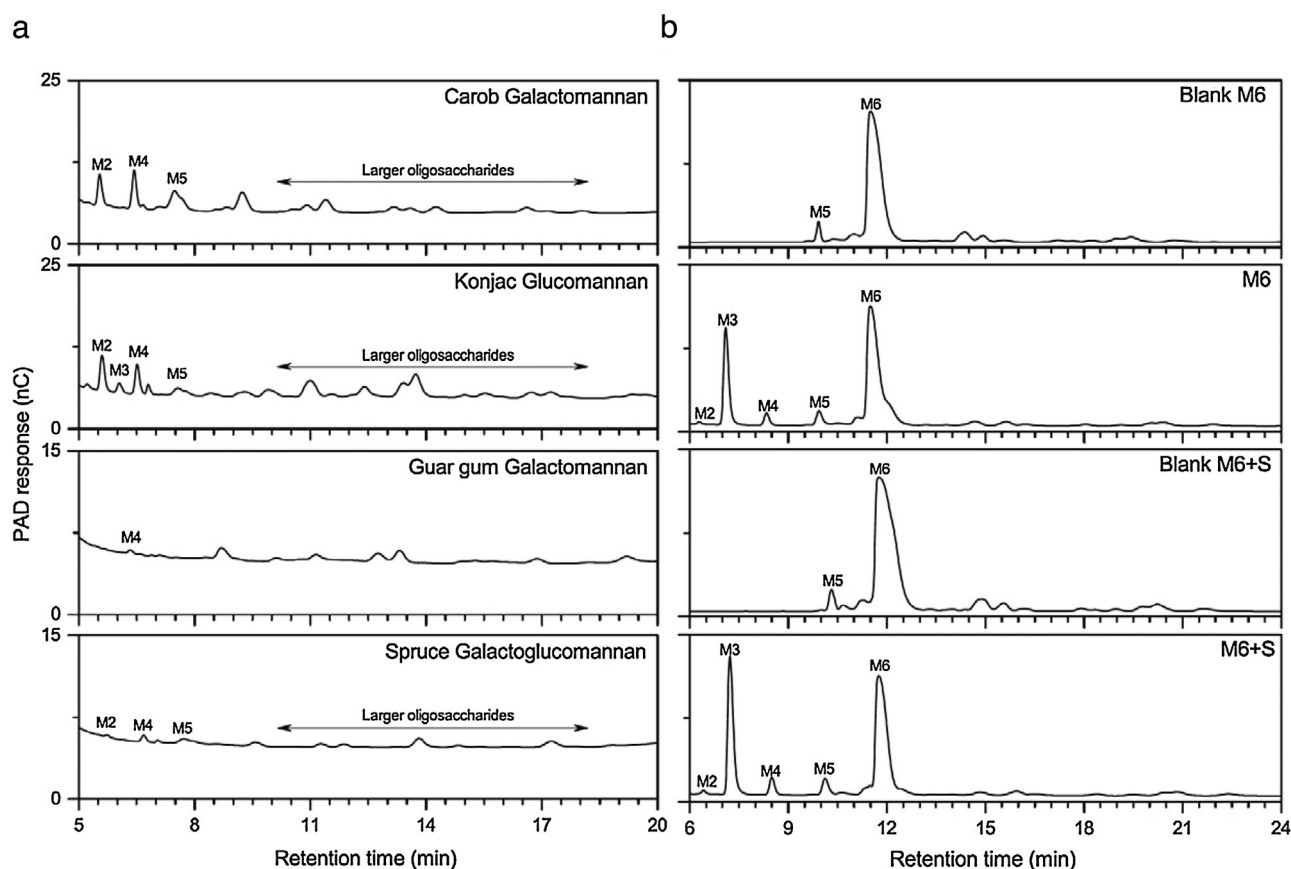 a
b
PAD response (nC)
25
Carob Galactomannan
M2
M4
M5
Larger oligosaccharides
0
25
Konjac Glucomannan
M2
M3
M4
M5
Larger oligosaccharides
0
15
Guar gum Galactomannan
M4
0
15
Spruce Galactoglucomannan
M2
M4
M5
Larger oligosaccharides
0
5 8 11 14 17 20
Retention time (min)
Blank M6
M5
M6
M6
M2
M3
M4
M5
M6
Blank M6+S
M5
M6
M6+S
M2
M3
M4
M5
M6
6 9 12 15 18 21 24
Retention time (min)